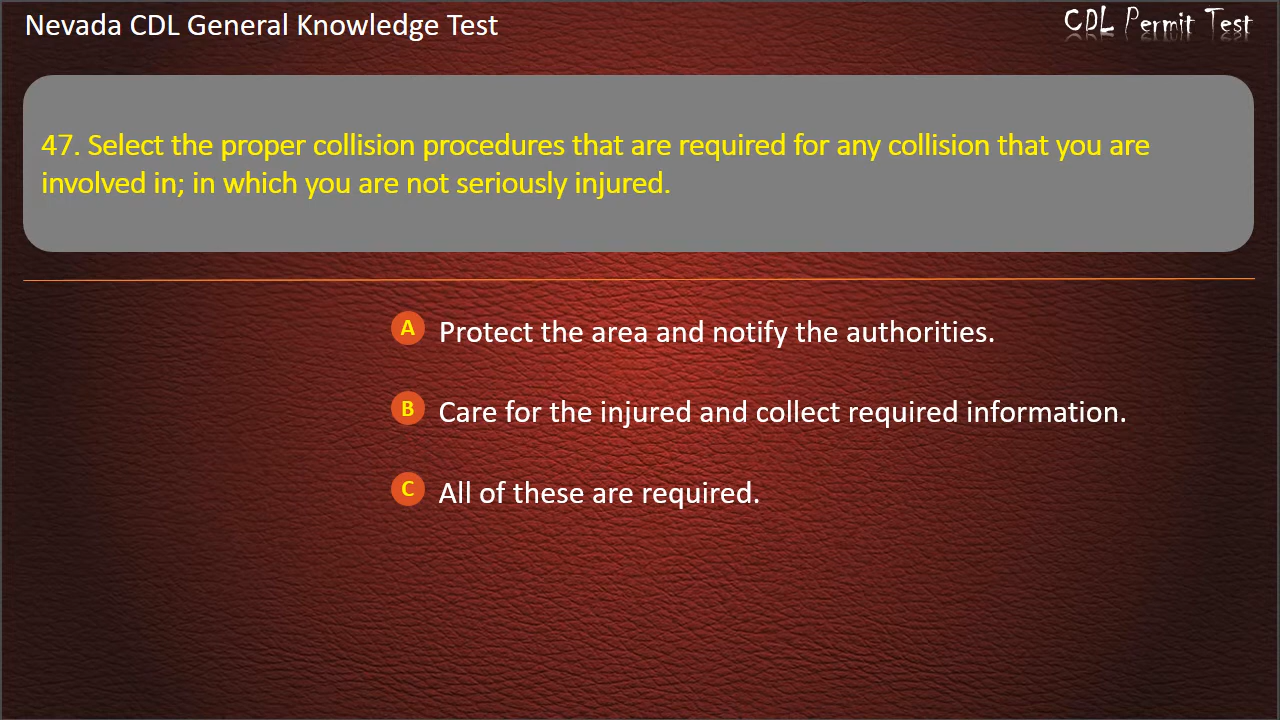 Nevada CDL General Knowledge Test
CDL Permit Test
47. Select the proper collision procedures that are required for any collision that you are
involved in; in which you are not seriously injured.
A Protect the area and notify the authorities.
B Care for the injured and collect required information.
C All of these are required.